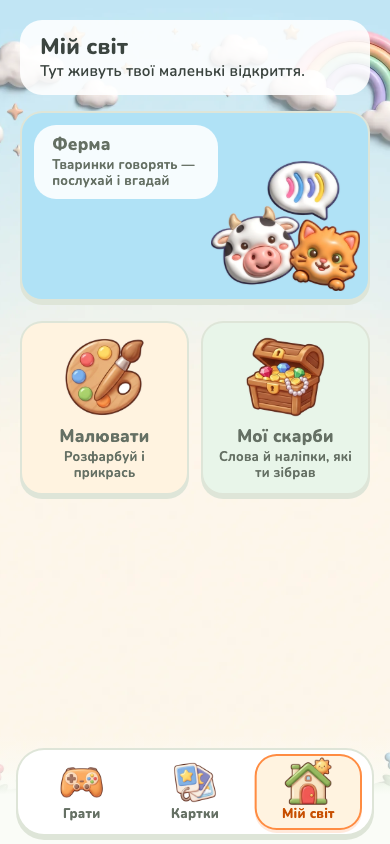 Мій світ
Тут живуть твої маленькі відкриття.
Ферма
Тваринки говорять —
послухай і вгадай
Малювати
Розфарбуй і
прикрась
Мої скарби
Слова й наліпки, які
ти зібрав
Грати
Картки
Мій світ